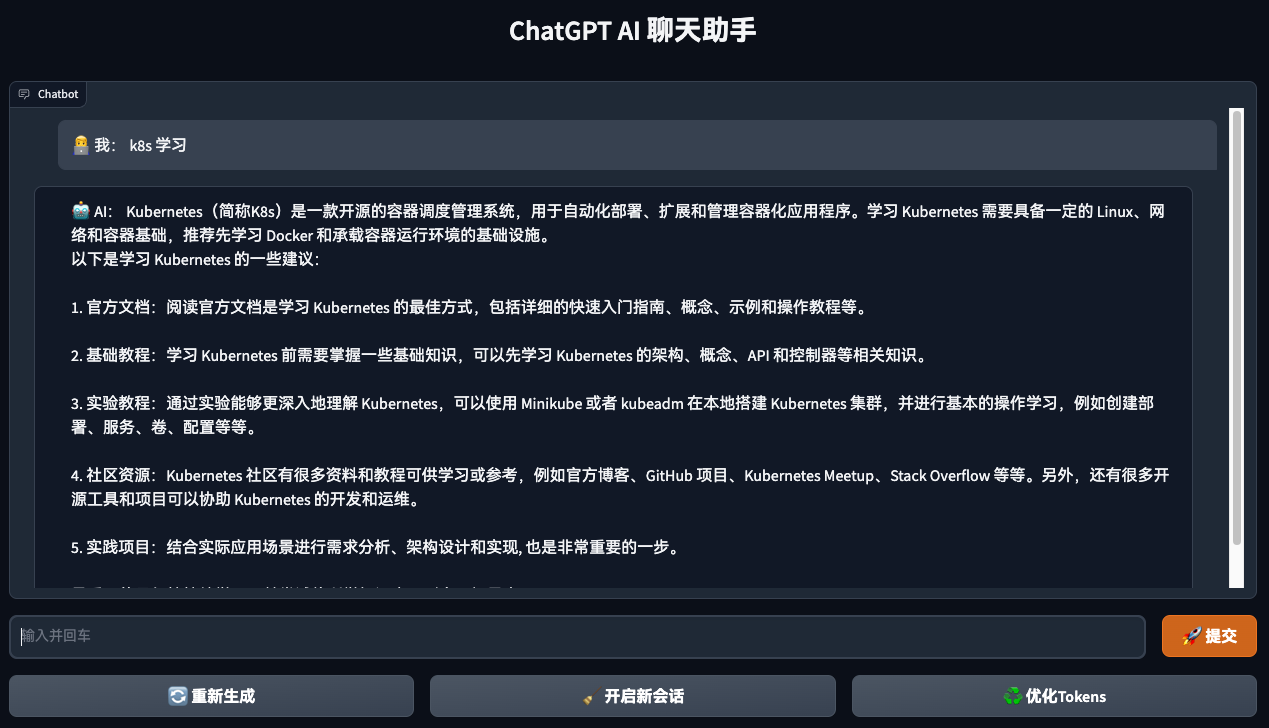 ChatGPT AI 聊天助手
Chatbot
我： k8s 学习
AI： Kubernetes（简称K8s）是一款开源的容器调度管理系统，用于自动化部署、扩展和管理容器化应用程序。学习 Kubernetes 需要具备一定的 Linux、网
络和容器基础，推荐先学习 Docker 和承载容器运行环境的基础设施。
以下是学习 Kubernetes 的一些建议：
1. 官方文档：阅读官方文档是学习 Kubernetes 的最佳方式，包括详细的快速入门指南、概念、示例和操作教程等。
2. 基础教程：学习 Kubernetes 前需要掌握一些基础知识，可以先学习 Kubernetes 的架构、概念、API 和控制器等相关知识。
3. 实验教程：通过实验能够更深入地理解 Kubernetes，可以使用 Minikube 或者 kubeadm 在本地搭建 Kubernetes 集群，并进行基本的操作学习，例如创建部
署、服务、卷、配置等等。
4. 社区资源：Kubernetes 社区有很多资料和教程可供学习或参考，例如官方博客、GitHub 项目、Kubernetes Meetup、Stack Overflow 等等。另外，还有很多开
源工具和项目可以协助 Kubernetes 的开发和运维。
5. 实践项目：结合实际应用场景进行需求分析、架构设计和实现, 也是非常重要的一步。
输入并回车
提交
重新生成
开启新会话
优化Tokens